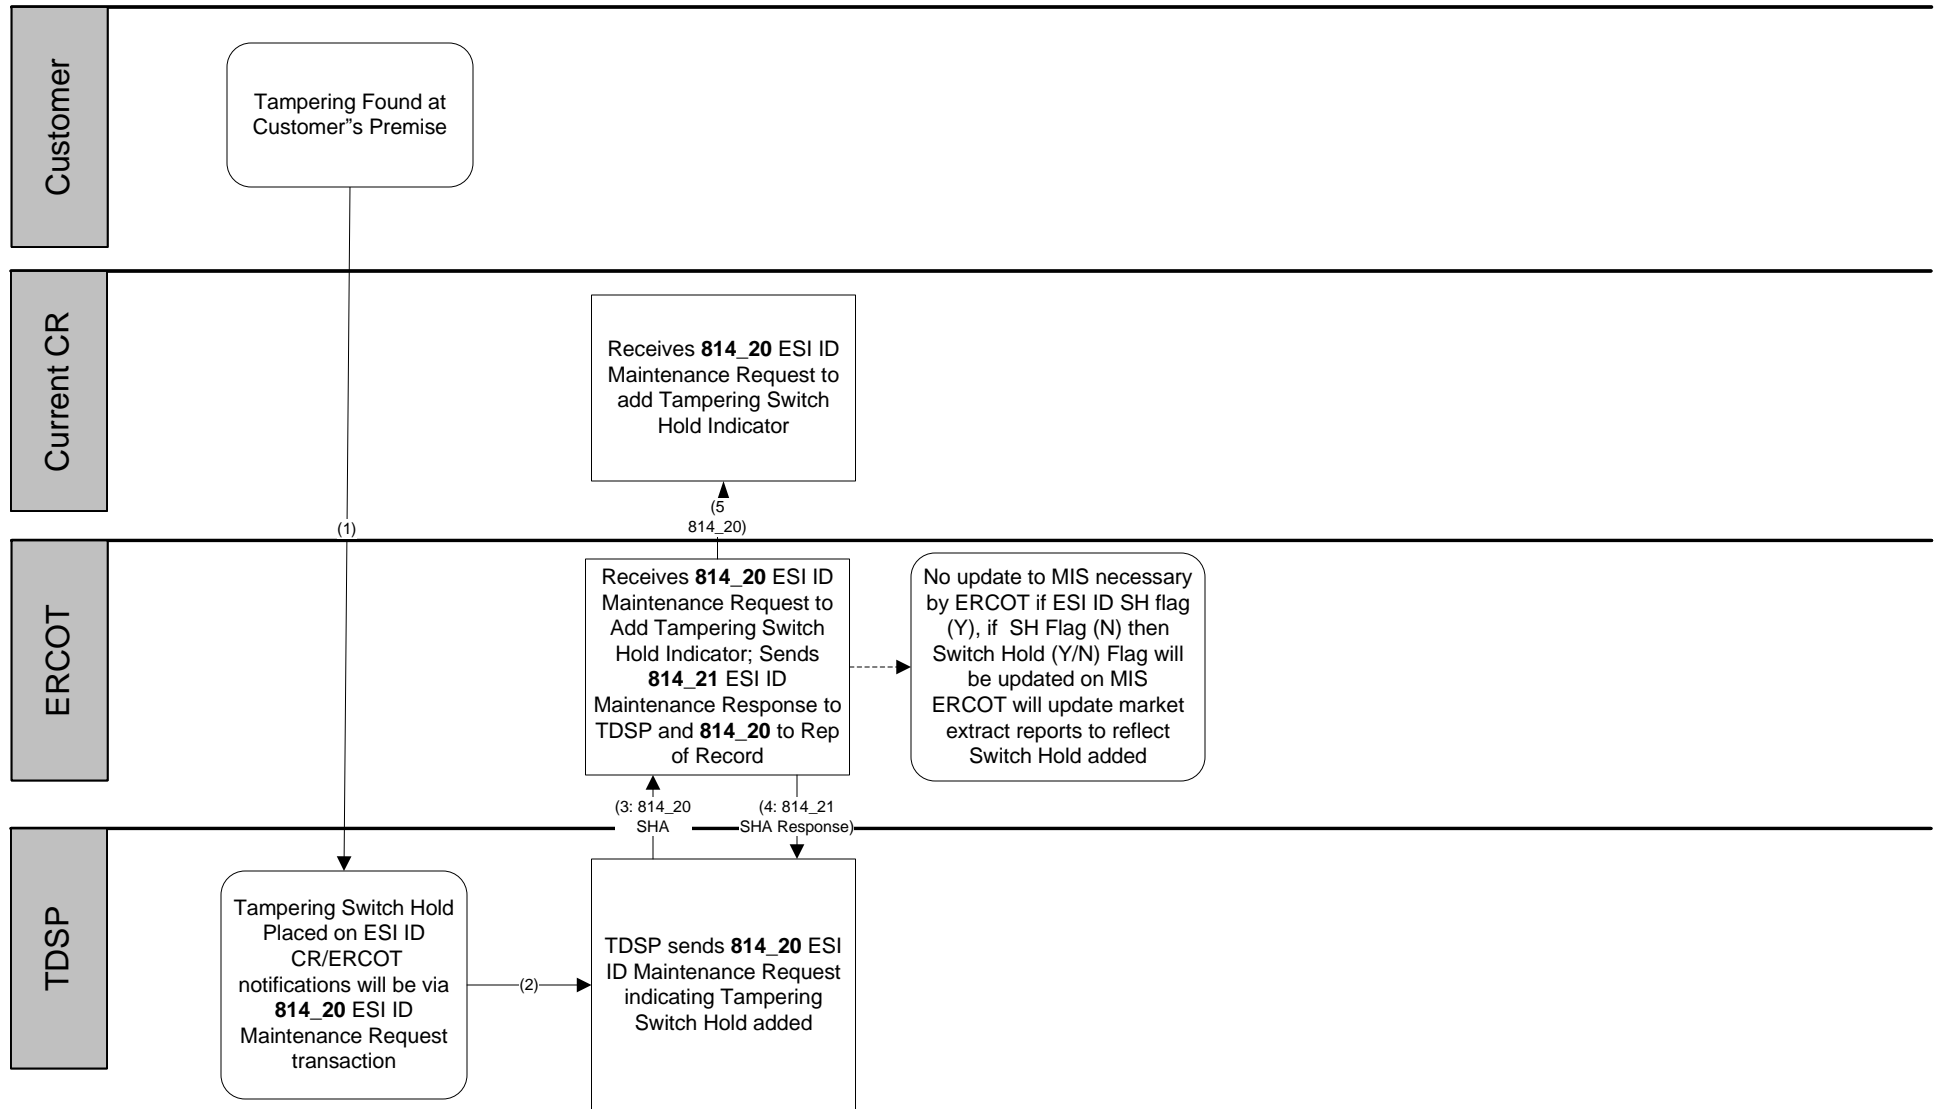 Customer
Tampering Found at
Customer"s Premise
Current CR
Receives 814_20 ESI ID
Maintenance Request to
add Tampering Switch
Hold Indicator
(1)
(5
814_20)
ERCOT
Receives 814_20 ESI ID
Maintenance Request to
Add Tampering Switch
Hold Indicator; Sends
814_21 ESI ID
Maintenance Response to
TDSP and 814_20 to Rep
of Record
No update to MIS necessary
by ERCOT if ESI ID SH flag
(Y), if  SH Flag (N) then
Switch Hold (Y/N) Flag will
be updated on MIS
ERCOT will update market
extract reports to reflect
Switch Hold added
(3: 814_20
SHA
(4: 814_21
SHA Response)
TDSP
Tampering Switch Hold
Placed on ESI ID
CR/ERCOT
notifications will be via
814_20 ESI ID
Maintenance Request
transaction
(2)
TDSP sends 814_20 ESI
ID Maintenance Request
indicating Tampering
Switch Hold added